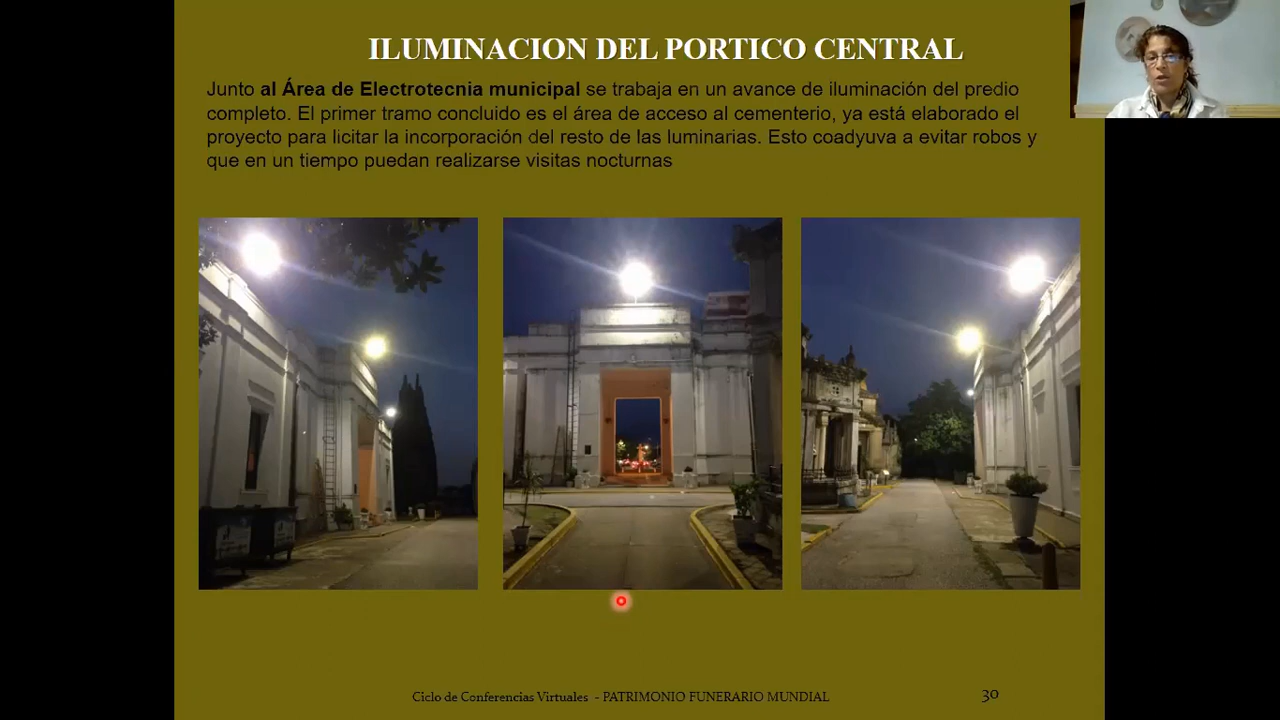 ILUMINACION DEL PORTICO CENTRAL
Junto al Área de Electrotecnia municipal se trabaja en un avance de iluminación del predio
completo. El primer tramo concluido es el área de acceso al cementerio, ya está elaborado el
proyecto para licitar la incorporación del resto de las luminarias. Esto coadyuva a evitar robos y
que en un tiempo puedan realizarse visitas nocturnas
Ciclo de Conferencias Virtuales - PATRIMONIO FUNERARIO MUNDIAL
30